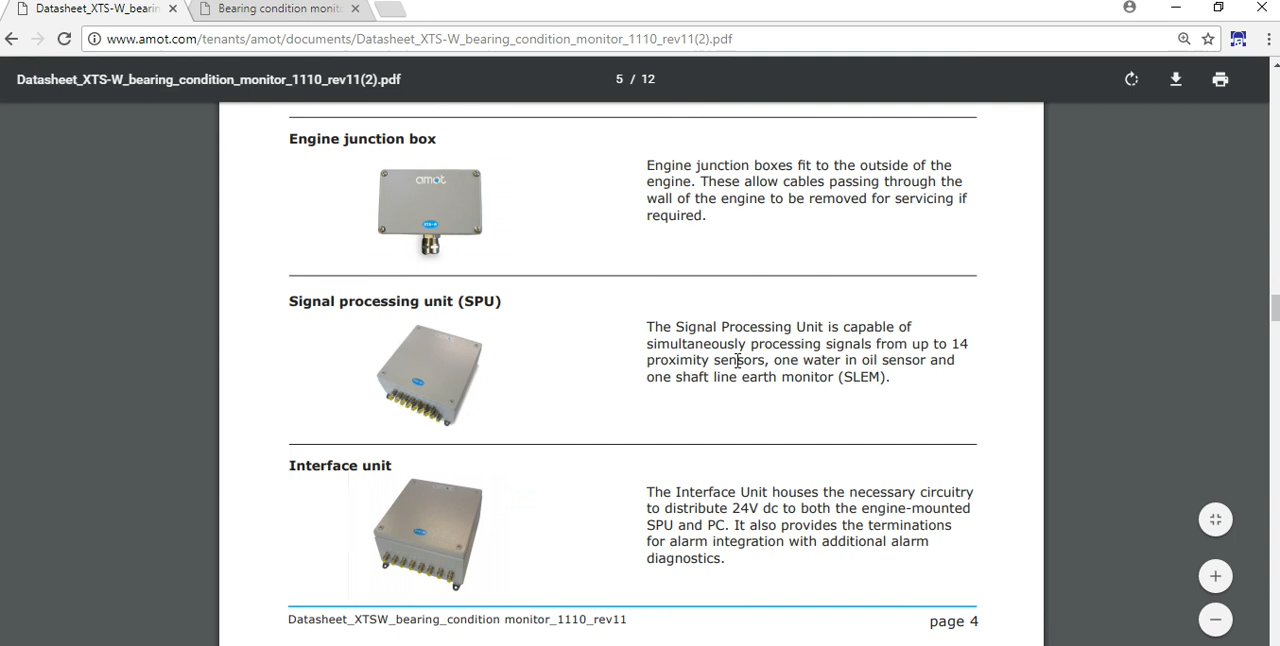 Datasheet_XTS-W_bearin
Bearing condition monit
www.amot.com/tenants/amot/documents/Datasheet_XTS-W_bearing_condition_monitor_1110_rev11(2).pdf
Datasheet_XTS-W_bearing_condition_monitor_1110_rev11(2).pdf
5 / 12
Engine junction box
amot
XTS-W
Engine junction boxes fit to the outside of the
engine. These allow cables passing through the
wall of the engine to be removed for servicing if
required.
Signal processing unit (SPU)
The Signal Processing Unit is capable of
simultaneously processing signals from up to 14
proximity sensors, one water in oil sensor and
one shaft line earth monitor (SLEM).
Interface unit
The Interface Unit houses the necessary circuitry
to distribute 24V dc to both the engine-mounted
SPU and PC. It also provides the terminations
for alarm integration with additional alarm
diagnostics.
Datasheet_XTSW_bearing_condition monitor_1110_rev11
page 4